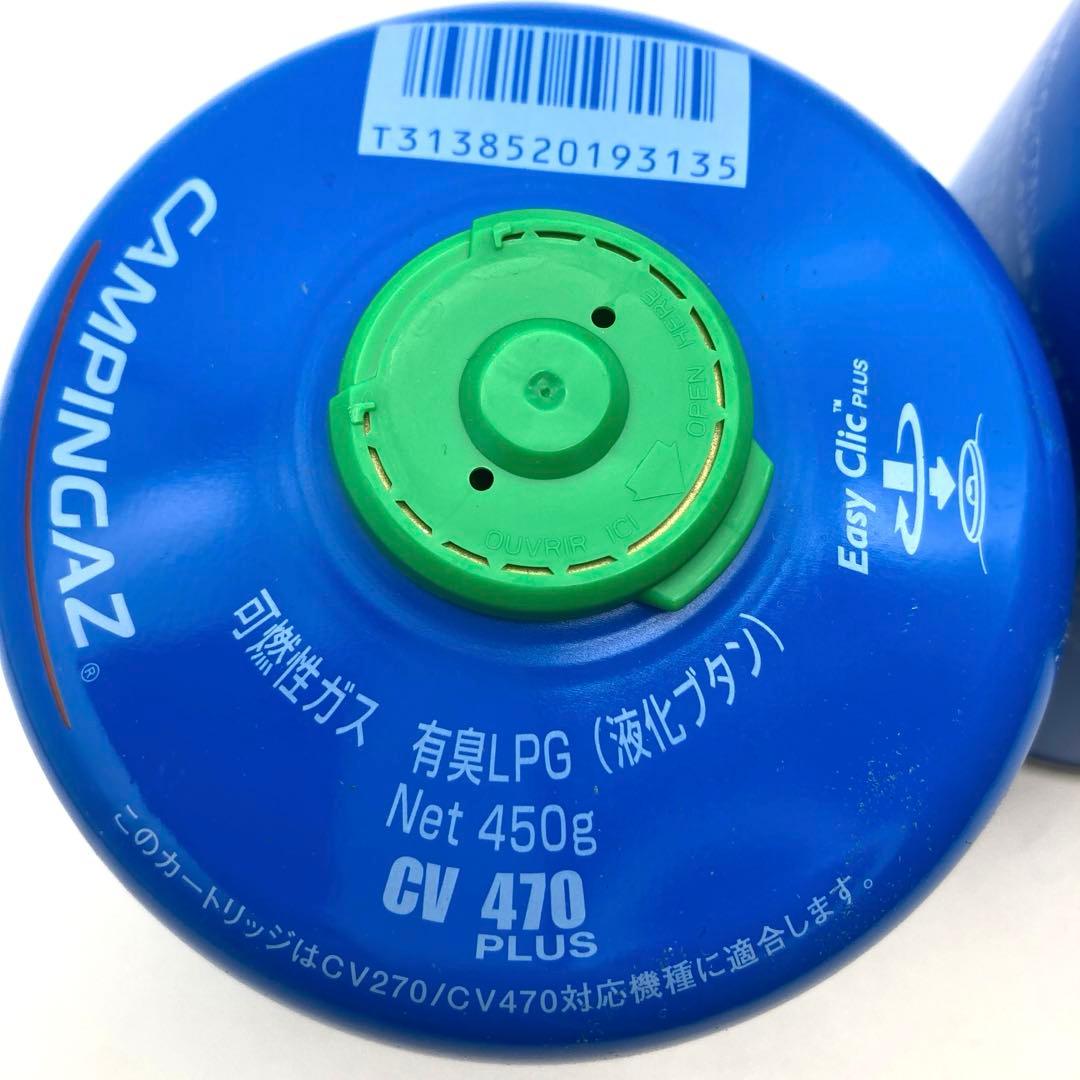 T3138520193135
CAMPINGAZ®
OPEN HERE
OUVRIR ICI
Easy Clic™ PLUS
可燃性ガス 有臭LPG（液化ブタン）
Net 450g
CV 470
PLUS
このカートリッジはCV270/CV470対応機種に適合します。